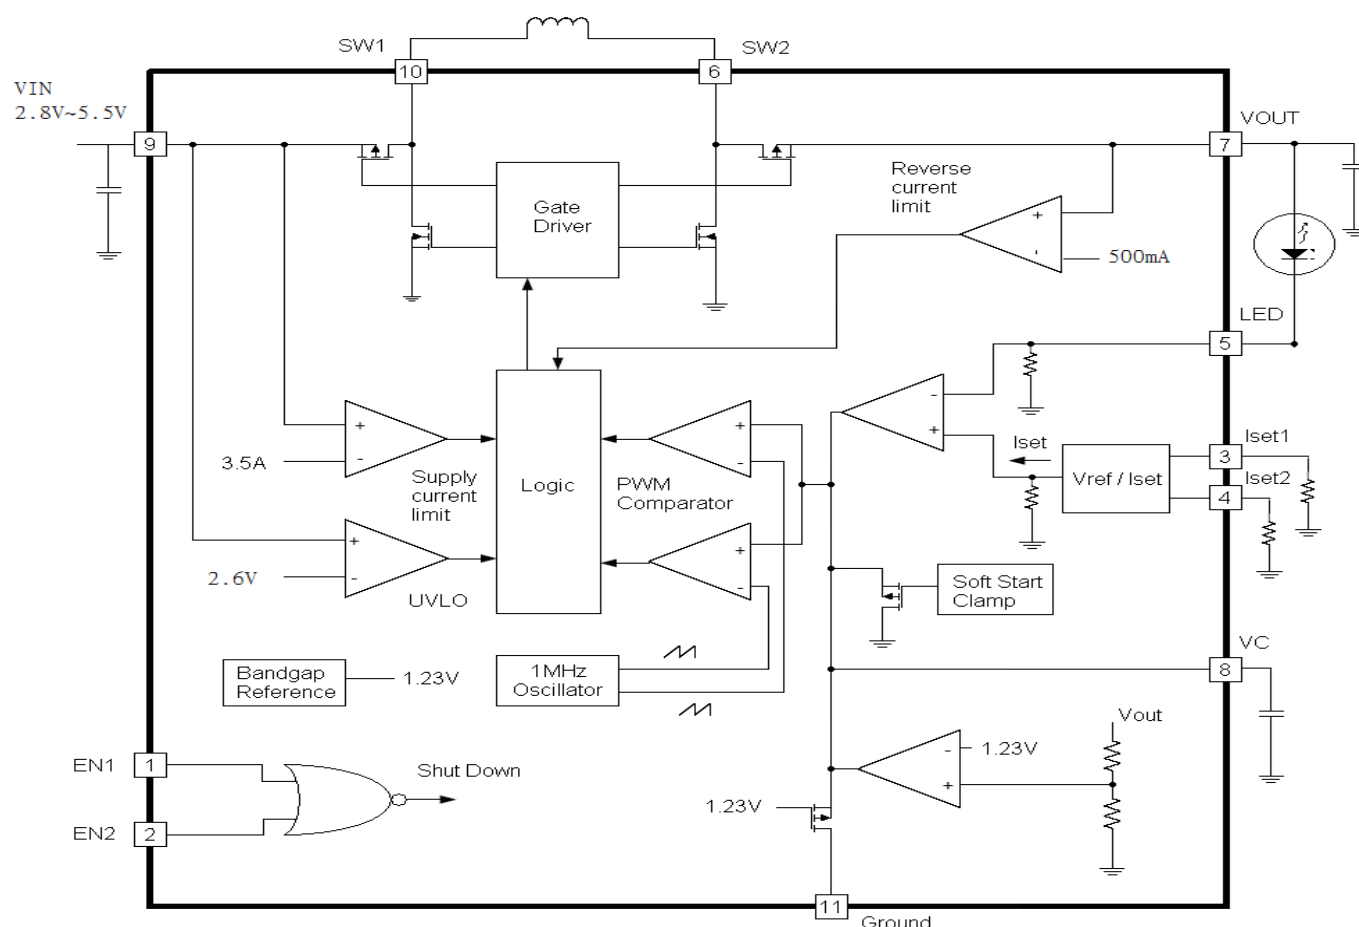 SW1
SW2
10
6
VIN
2.8V~5.5V
9
VOUT
7
Gate
Driver
Reverse
current
limit
+
-
500mA
LED
5
-
+
Iset
Vref / Iset
Iset1
3
Iset2
4
+
-
3.5A
Supply
current
limit
Logic
PWM
Comparator
+
-
+
-
2.6V
UVLO
+
-
Soft Start
Clamp
Bandgap
Reference
1.23V
1MHz
Oscillator
VC
8
Vout
-
1.23V
+
1.23V
EN1
1
Shut Down
EN2
2
11
Ground